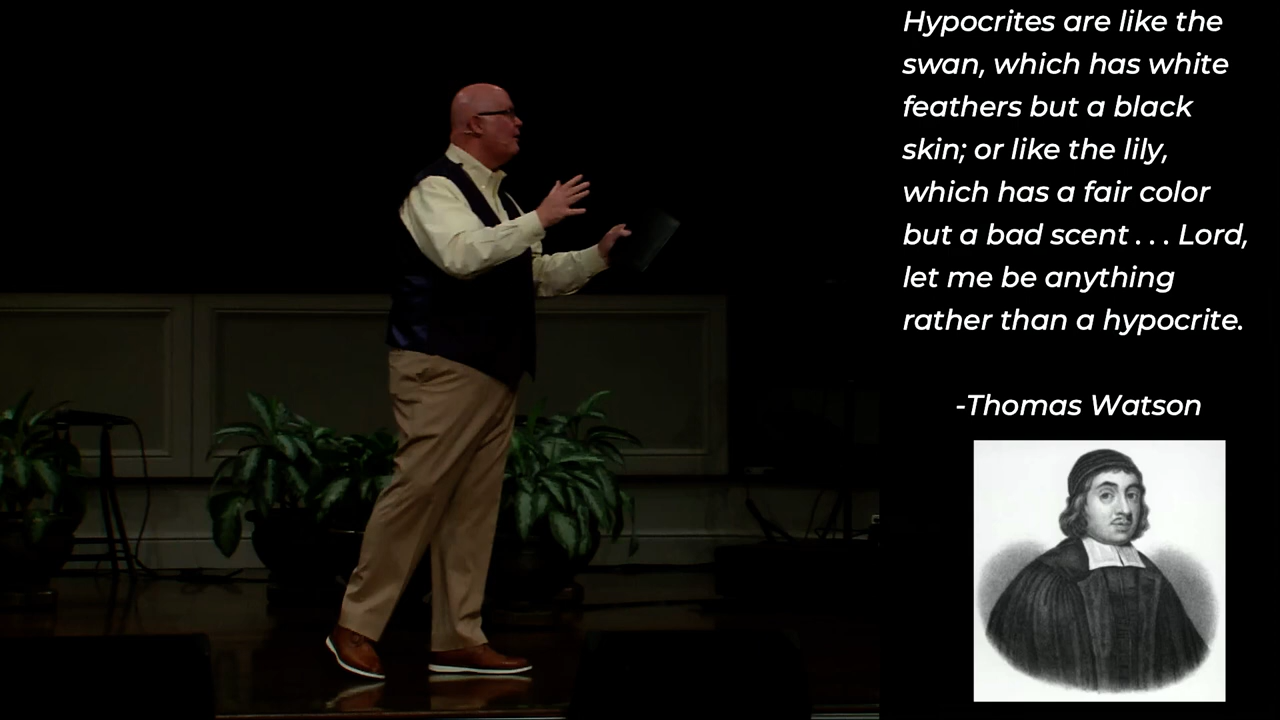 Hypocrites are like the
swan, which has white
feathers but a black
skin; or like the lily,
which has a fair color
but a bad scent . . . Lord,
let me be anything
rather than a hypocrite.
-Thomas Watson